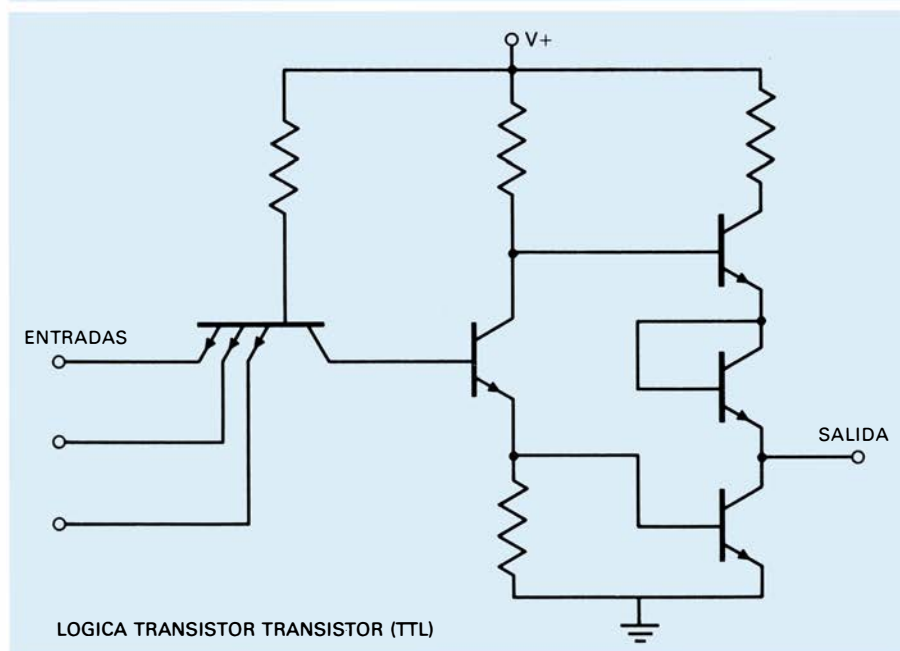 V+
ENTRADAS
SALIDA
LOGICA TRANSISTOR TRANSISTOR (TTL)